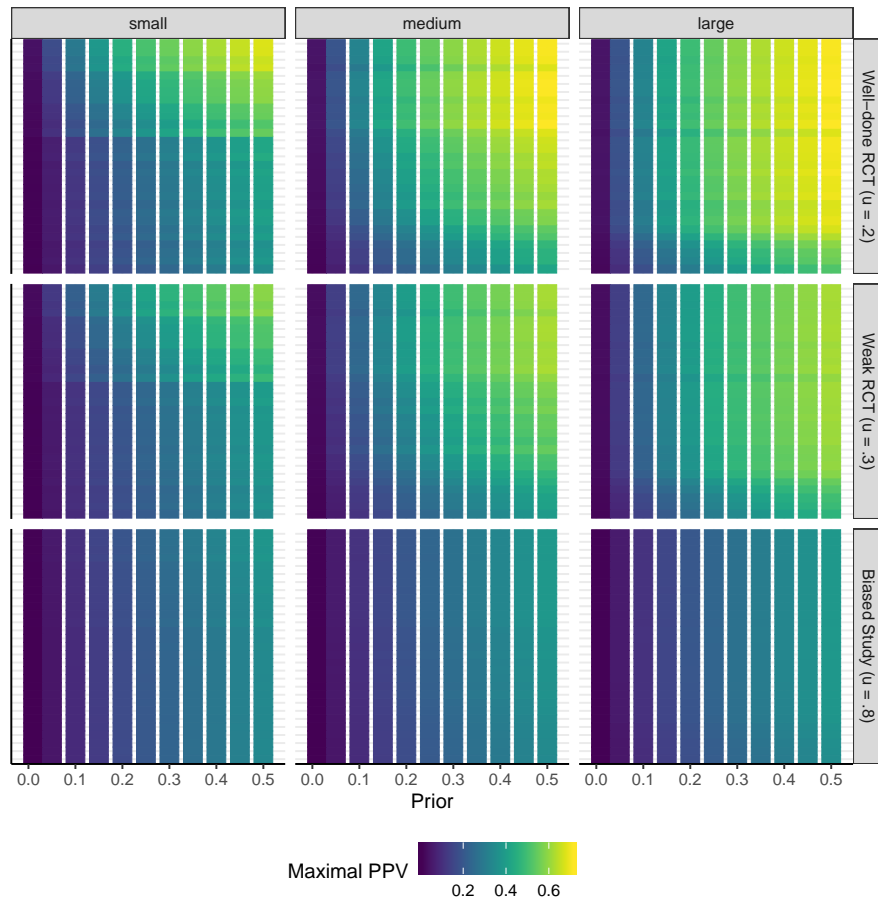 small medium large
Well−done RCT (u = .2)
Weak RCT (u = .3)
Biased Study (u = .8)
0.0 0.1 0.2 0.3 0.4 0.5 0.0 0.1 0.2 0.3 0.4 0.5 0.0 0.1 0.2 0.3 0.4 0.5
Prior
Maximal PPV
0.2 0.4 0.6